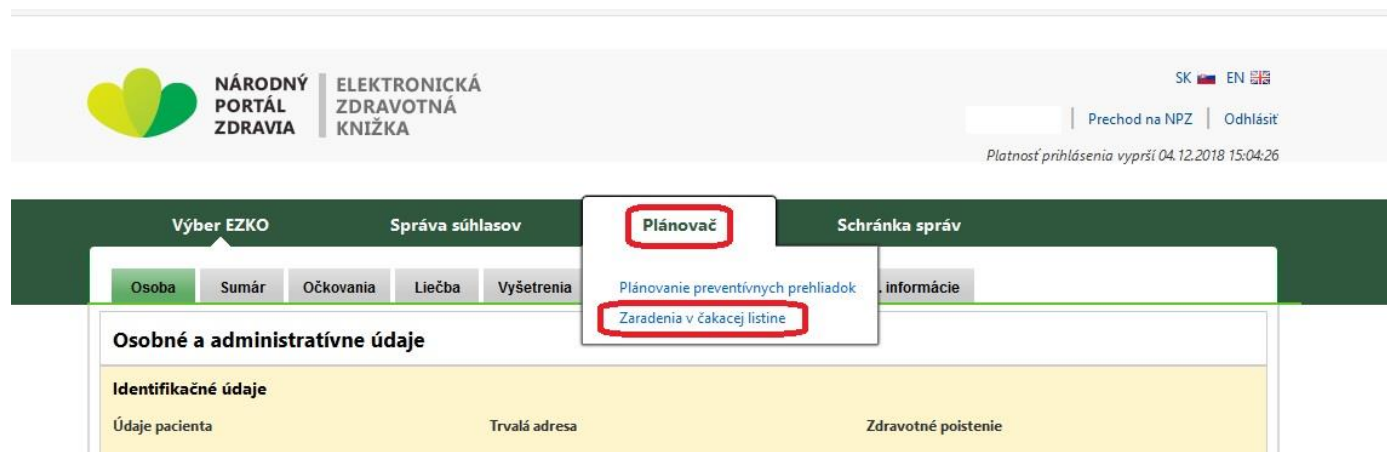 NÁRODNÝ
PORTÁL
ZDRAVIA
ELEKTRONICKÁ
ZDRAVOTNÁ
KNIŽKA
SK EN
Prechod na NPZ Odhlásiť
Platnosť prihlásenia vyprší 04.12.2018 15:04:26
Výber EZKO Správa súhlasov Plánovač Schránka správ
Plánovanie preventívnych prehliadok
Zaradenia v čakacej listine
Osoba Sumár Očkovania Liečba Vyšetrenia . informácie
Osobné a administratívne údaje
Identifikačné údaje
Údaje pacienta Trvalá adresa Zdravotné poistenie